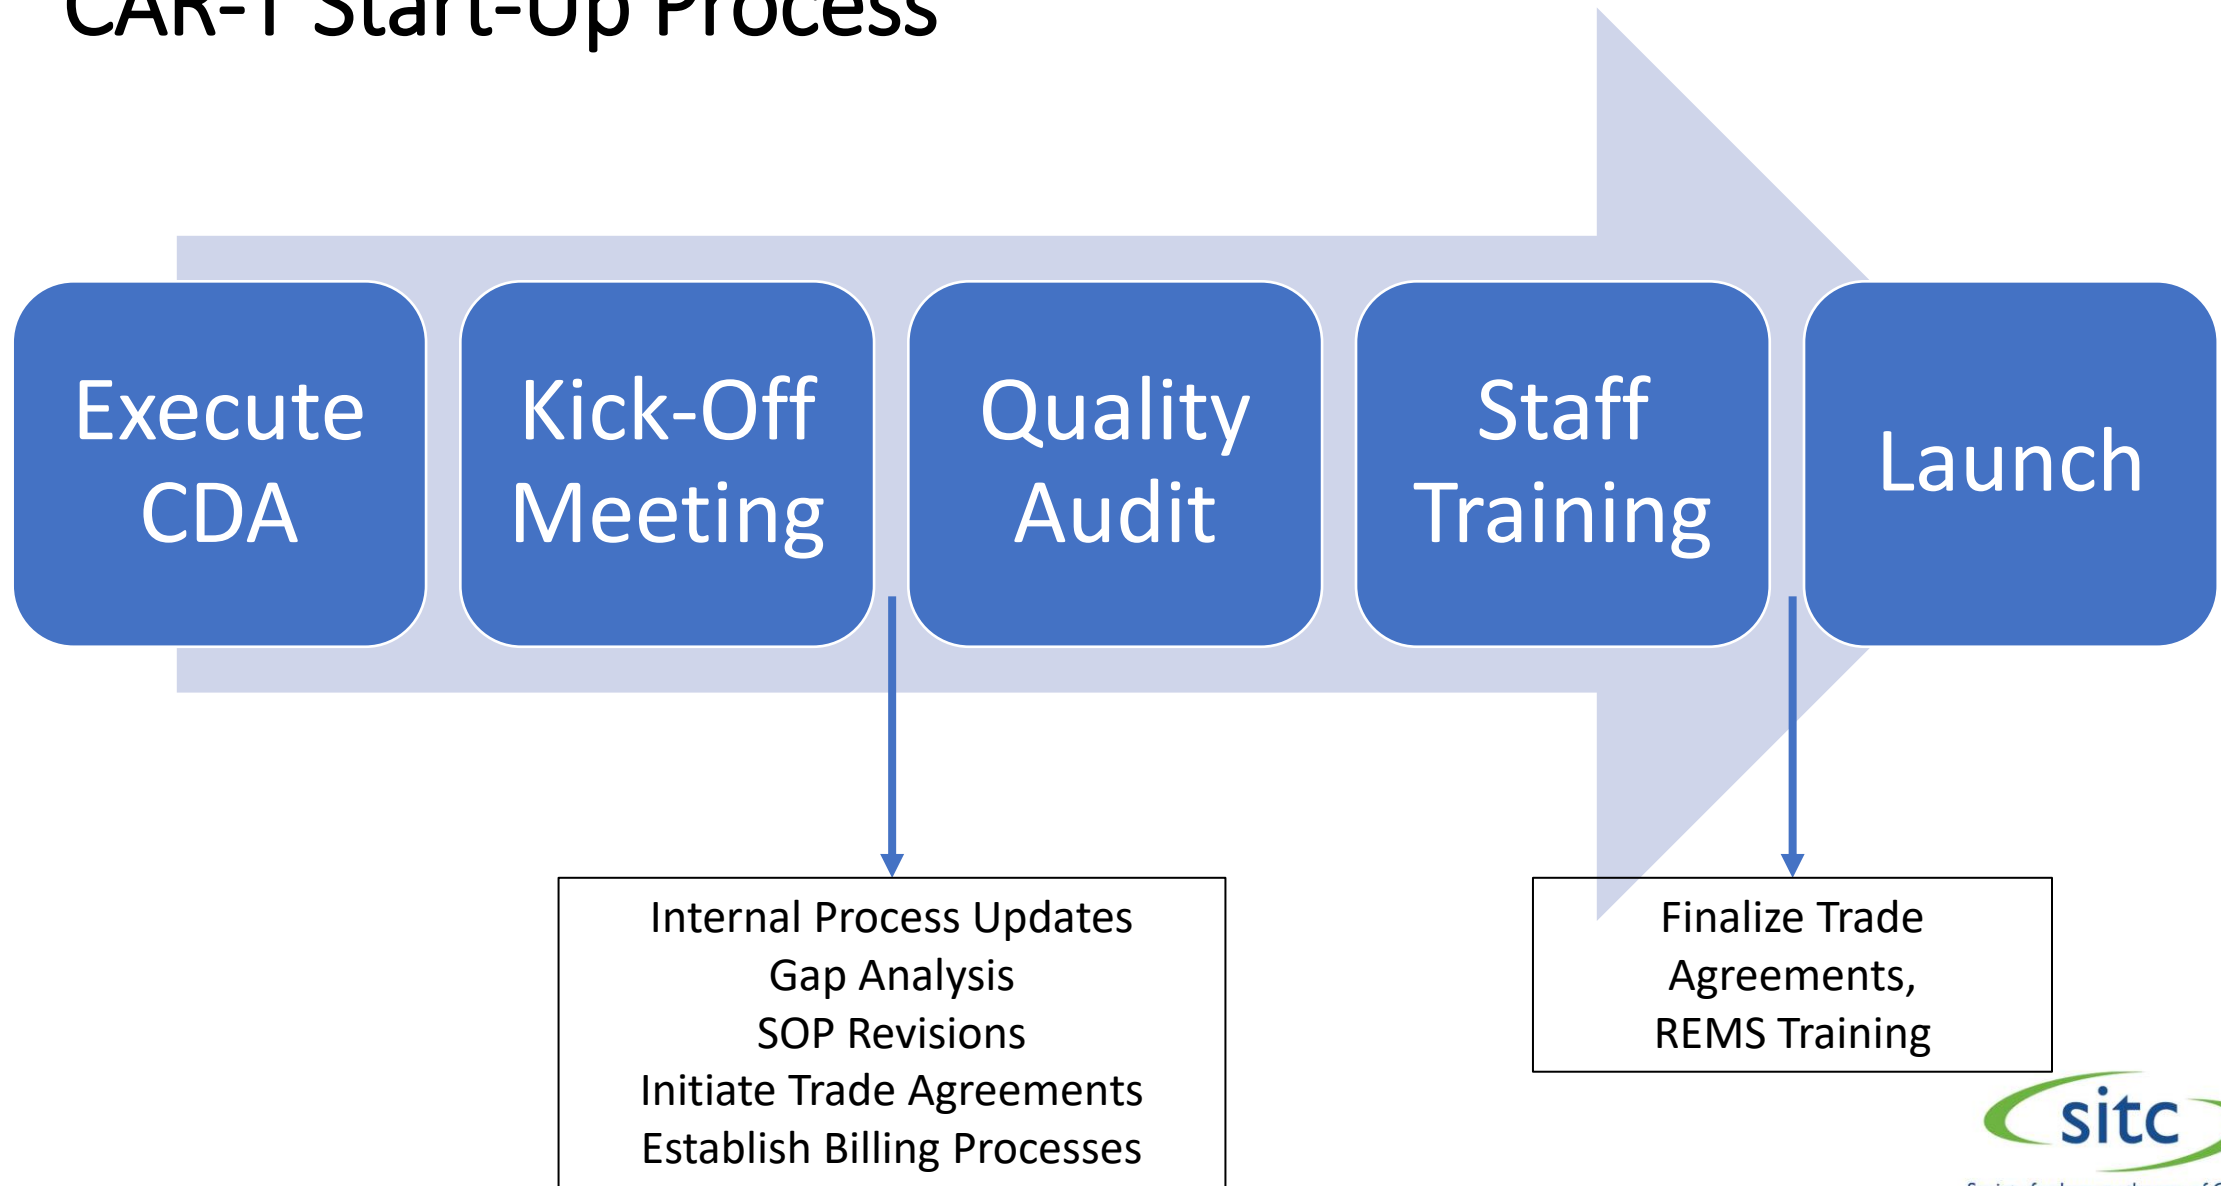 CAR-T Start-Up Process
Execute
CDA
Kick-Off
Meeting
Quality
Audit
Staff
Training
Launch
Internal Process Updates
Gap Analysis
SOP Revisions
Initiate Trade Agreements
Establish Billing Processes
Finalize Trade
Agreements,
REMS Training
sitc